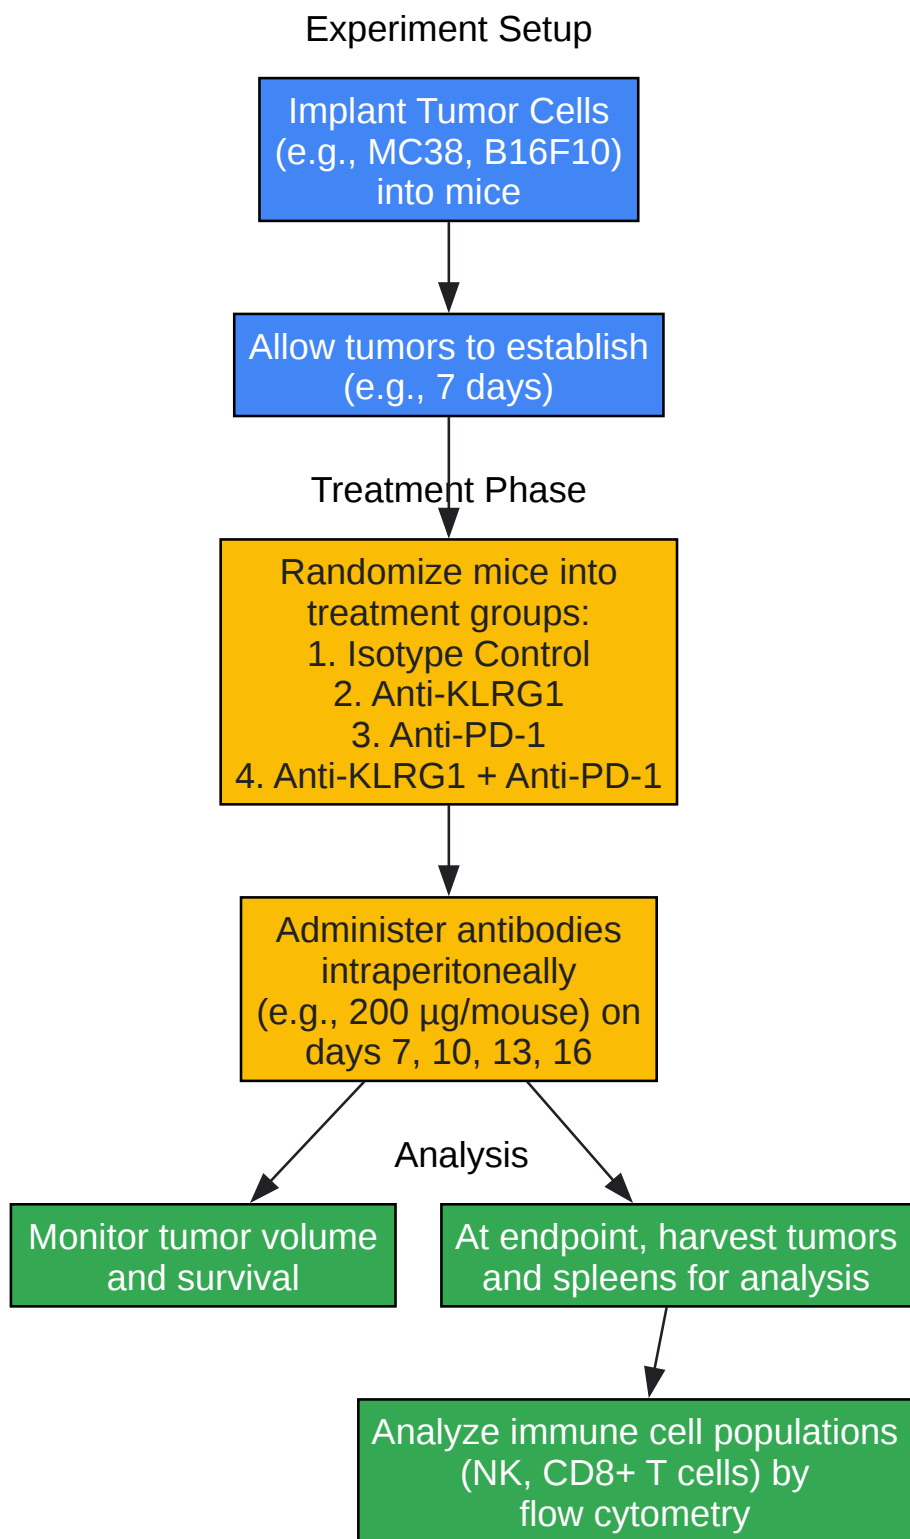 Experiment Setup
Implant Tumor Cells
(e.g., MC38, B16F10)
into mice
Allow tumors to establish
(e.g., 7 days)
Treatment Phase
Randomize mice into
treatment groups:
1. Isotype Control
2. Anti-KLRG1
3. Anti-PD-1
4. Anti-KLRG1 + Anti-PD-1
Administer antibodies
intraperitoneally
(e.g., 200 µg/mouse) on
days 7, 10, 13, 16
Analysis
Monitor tumor volume
and survival
At endpoint, harvest tumors
and spleens for analysis
Analyze immune cell populations
(NK, CD8+ T cells) by
flow cytometry